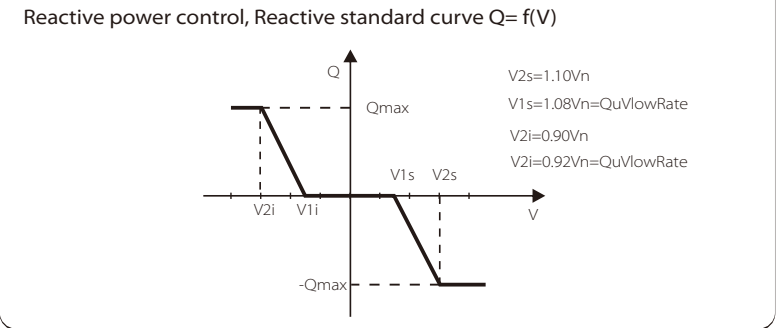 Reactive power control, Reactive standard curve Q= f(V)
Q
V2s=1.10Vn
V1s=1.08Vn=QuVlowRate
Qmax
V2i=0.90Vn
V2i=0.92Vn=QuVlowRate
V1s V2s
V2i V1i
V
-Qmax